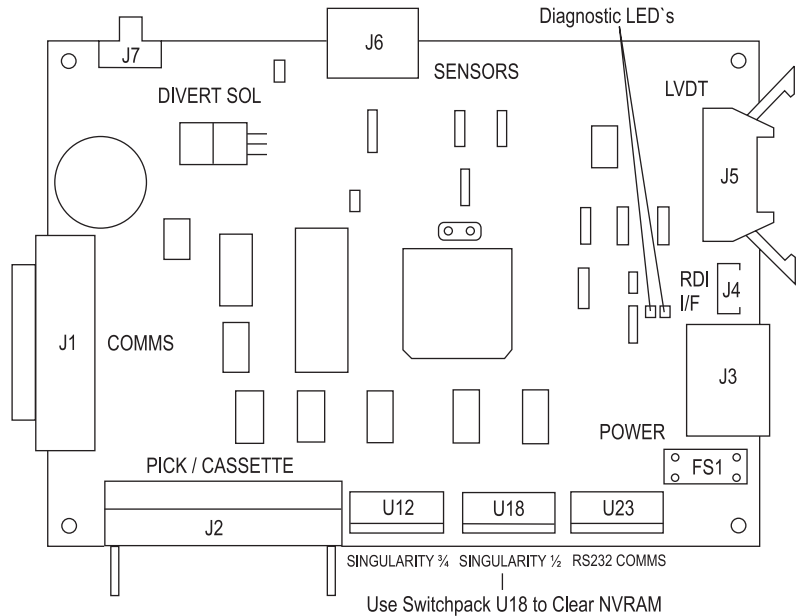 Diagnostic LED`s
J7
J6
SENSORS
DIVERT SOL
LVDT
J5
RDI
I/F
J4
J1
COMMS
J3
POWER
FS1
PICK / CASSETTE
J2
U12
U18
U23
SINGULARITY ¾
SINGULARITY ½
RS232 COMMS
Use Switchpack U18 to Clear NVRAM